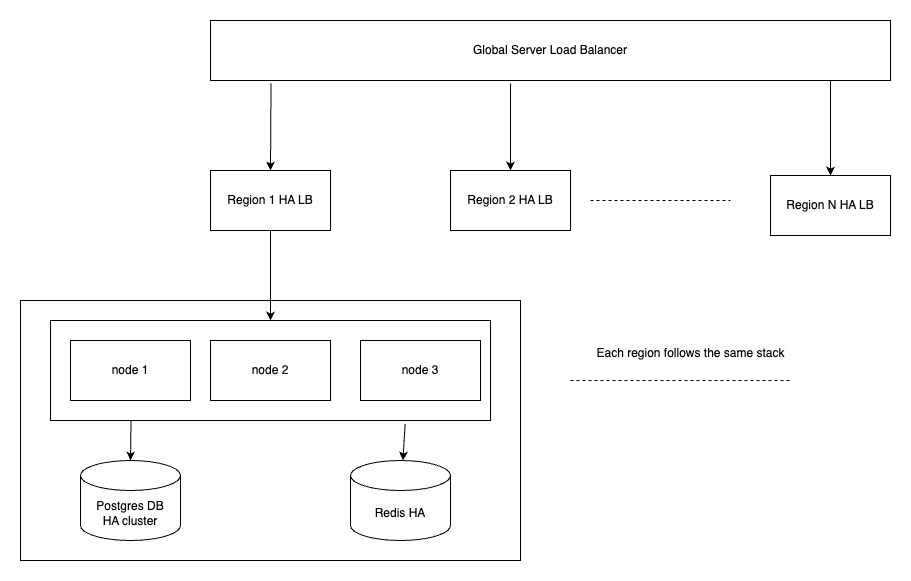 Global Server Load Balancer
Region 1 HA LB
Region 2 HA LB
Region N HA LB
Each region follows the same stack
node 1
node 2
node 3
Postgres DB
HA cluster
Redis HA